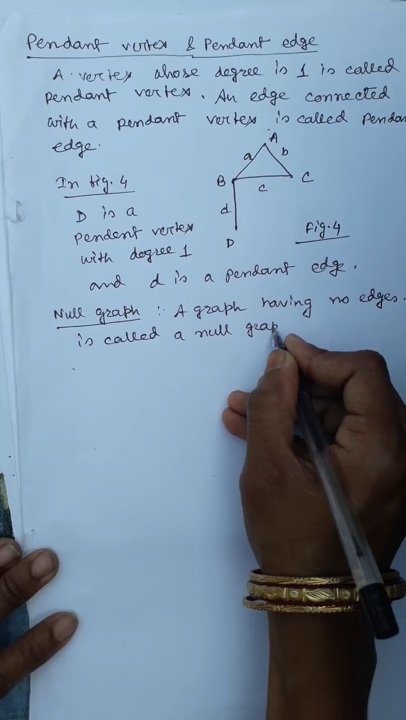 Pendant vertex & Pendant edge
A vertex whose degree is 1 is called
pendant vertex. An edge connected
with a pendant vertex is called Pendan
edge.
A
a b
B c C
d
D
Fig. 4
In fig. 4
D is a
pendent vertex
with degree 1
and d is a pendant edge.
Null graph : A graph having no edges.
is called a null grap